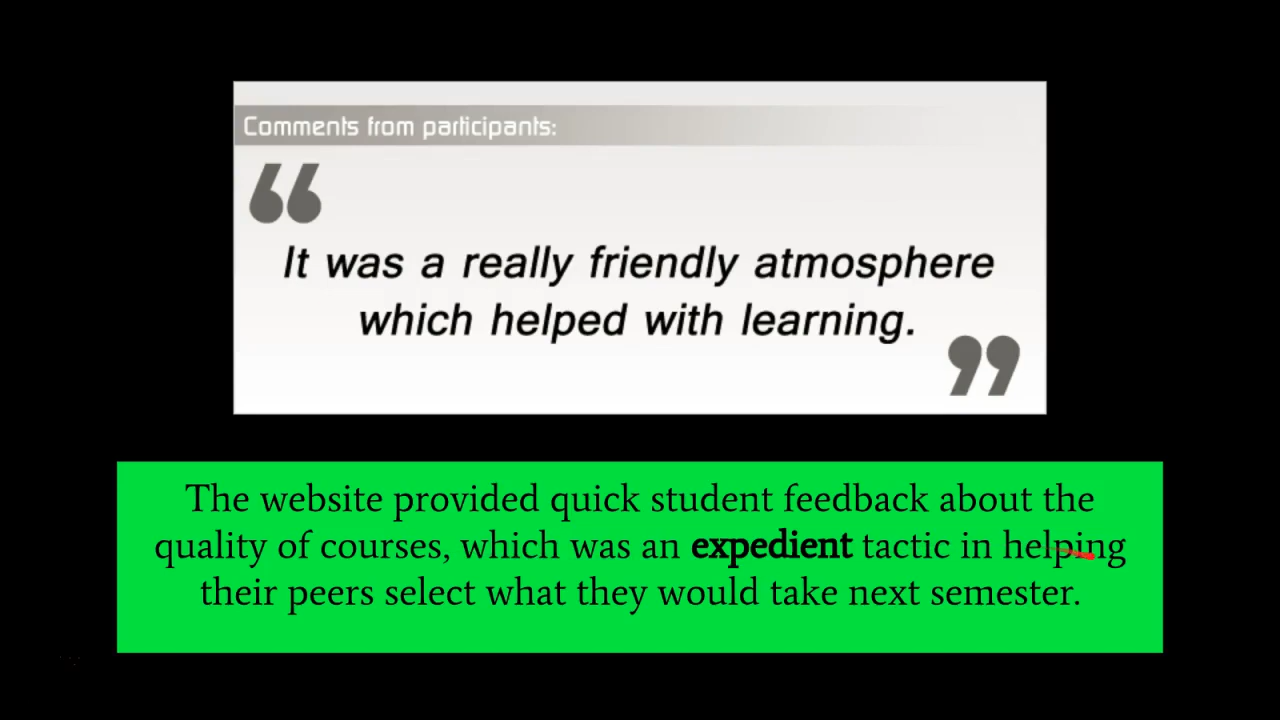 Comments from participants:
“
It was a really friendly atmosphere
which helped with learning.
”
The website provided quick student feedback about the
quality of courses, which was an expedient tactic in helping
their peers select what they would take next semester.